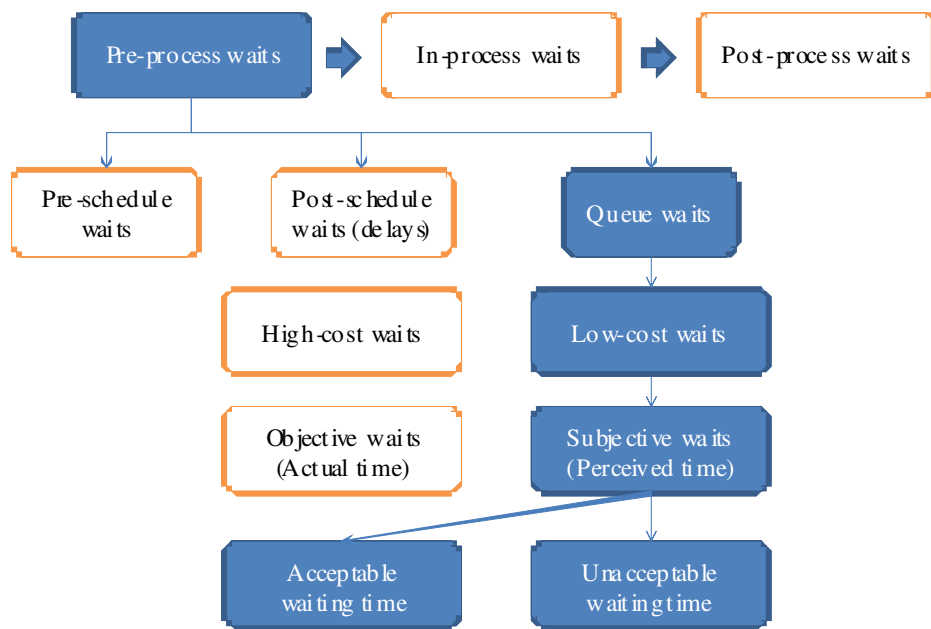 Pre-process waits
In-process waits
Post-process waits
Pre-schedule
waits
Post-schedule
waits (delays)
Queue waits
High-cost waits
Low-cost waits
Objective waits
(Actual time)
Subjective waits
(Perceived time)
Acceptable
waiting time
Unacceptable
waiting time